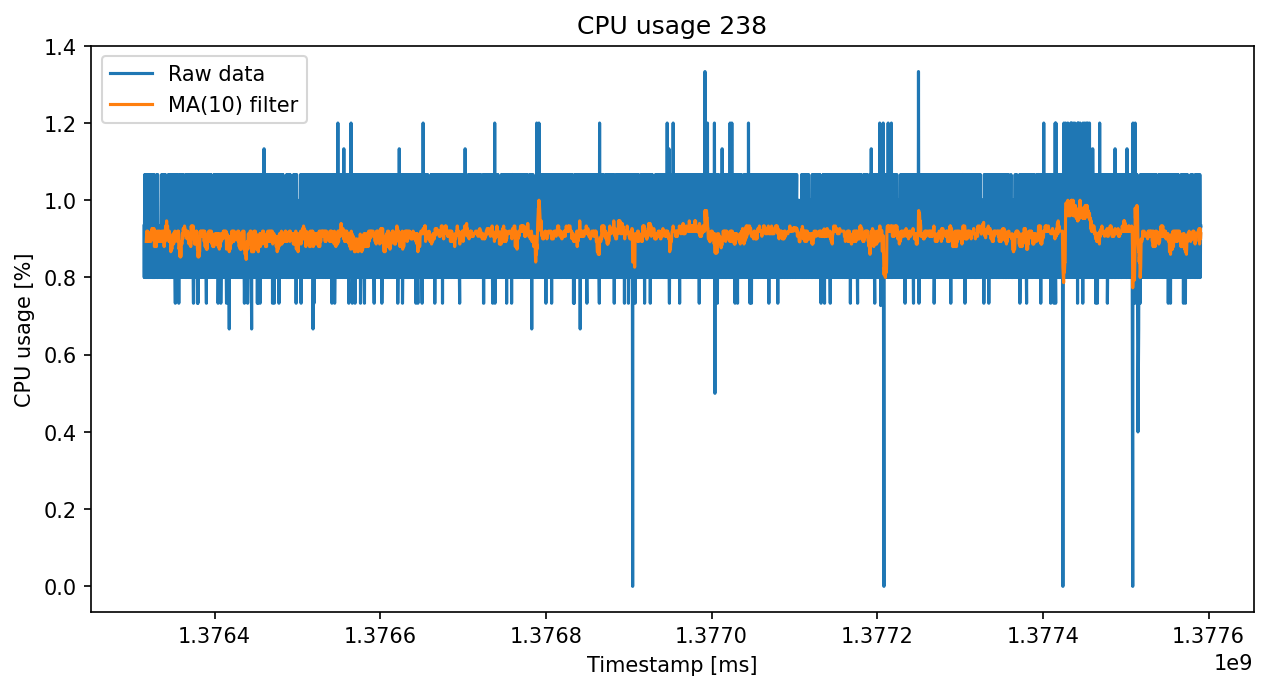 CPU usage 238
Raw data
MA(10) filter
CPU usage [%]
1.4
1.2
1.0
0.8
0.6
0.4
0.2
0.0
1.3764
1.3766
1.3768
1.3770
1.3772
1.3774
1.3776
1e9
Timestamp [ms]